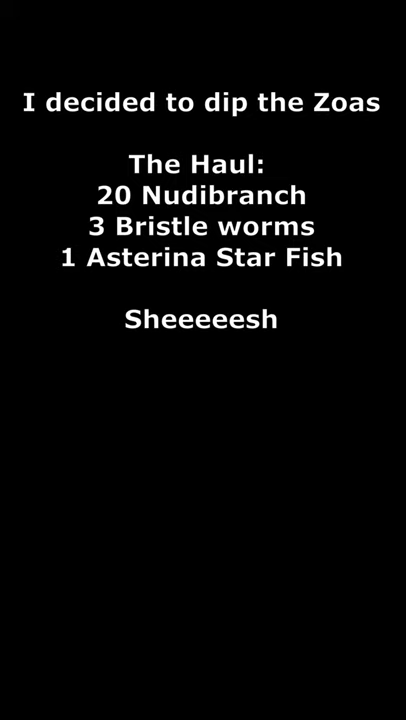 I decided to dip the Zoas
The Haul:
20 Nudibranch
3 Bristle worms
1 Asterina Star Fish
Sheeeeesh